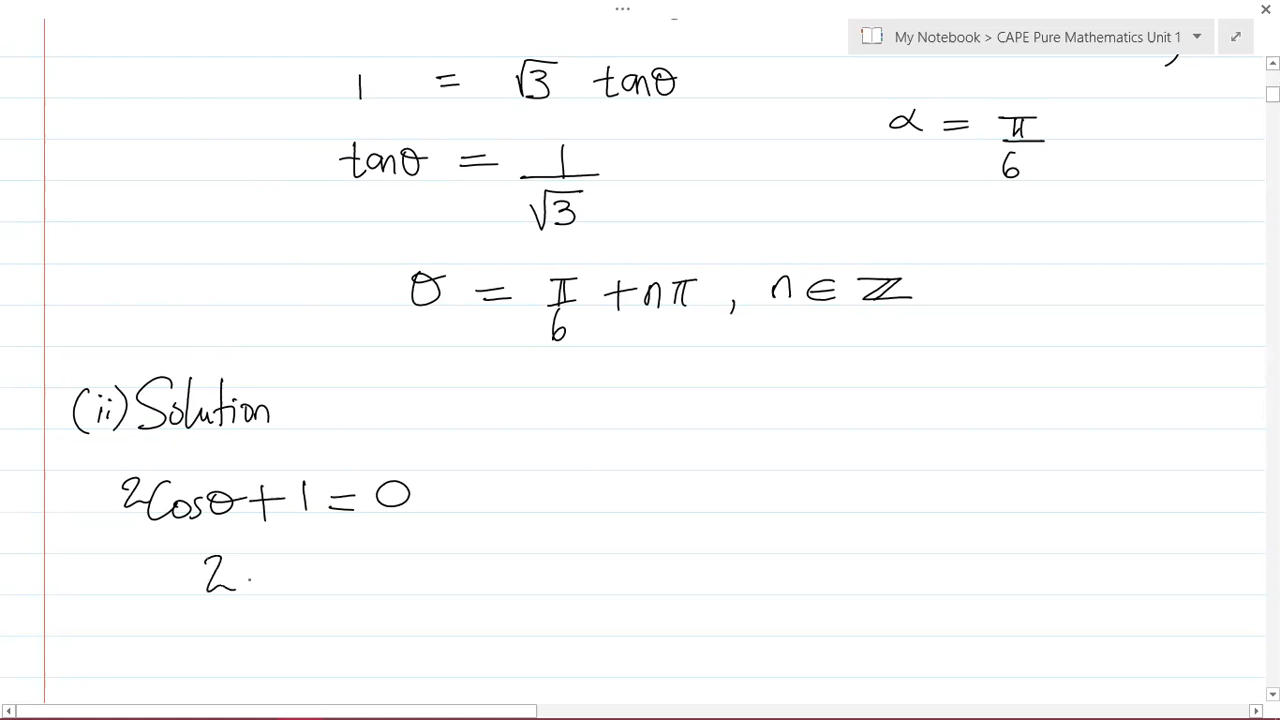 My Notebook > CAPE Pure Mathematics Unit 1
1 = √3 tanθ
α = π/6
tanθ = 1/√3
θ = π/6 + nπ, n ∈ ℤ
(ii) Solution
2Cosθ + 1 = 0
2